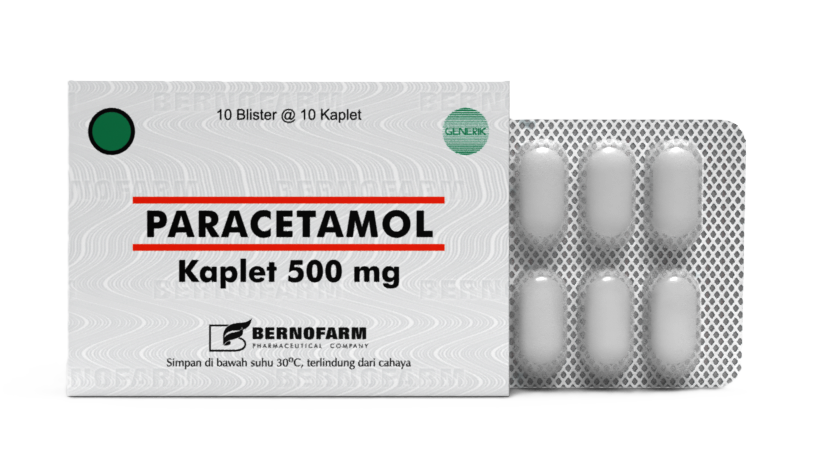 10 Blister @ 10 Kaplet
GENERIK
PARACETAMOL
Kaplet 500 mg
BERNOFARM
PHARMACEUTICAL COMPANY
Simpan di bawah suhu 30°C, terlindung dari cahaya